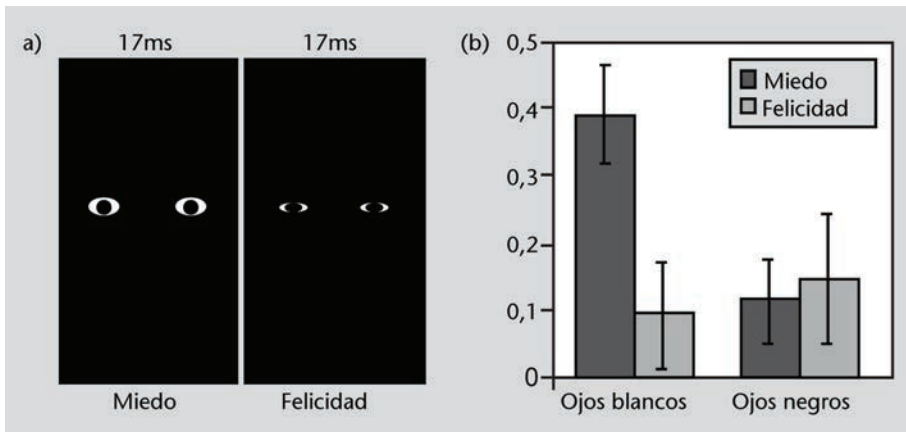 a)
17ms
17ms
Miedo
Felicidad
(b)
0,5
0,4
0,3
0,2
0,1
0
Miedo
Felicidad
Ojos blancos
Ojos negros